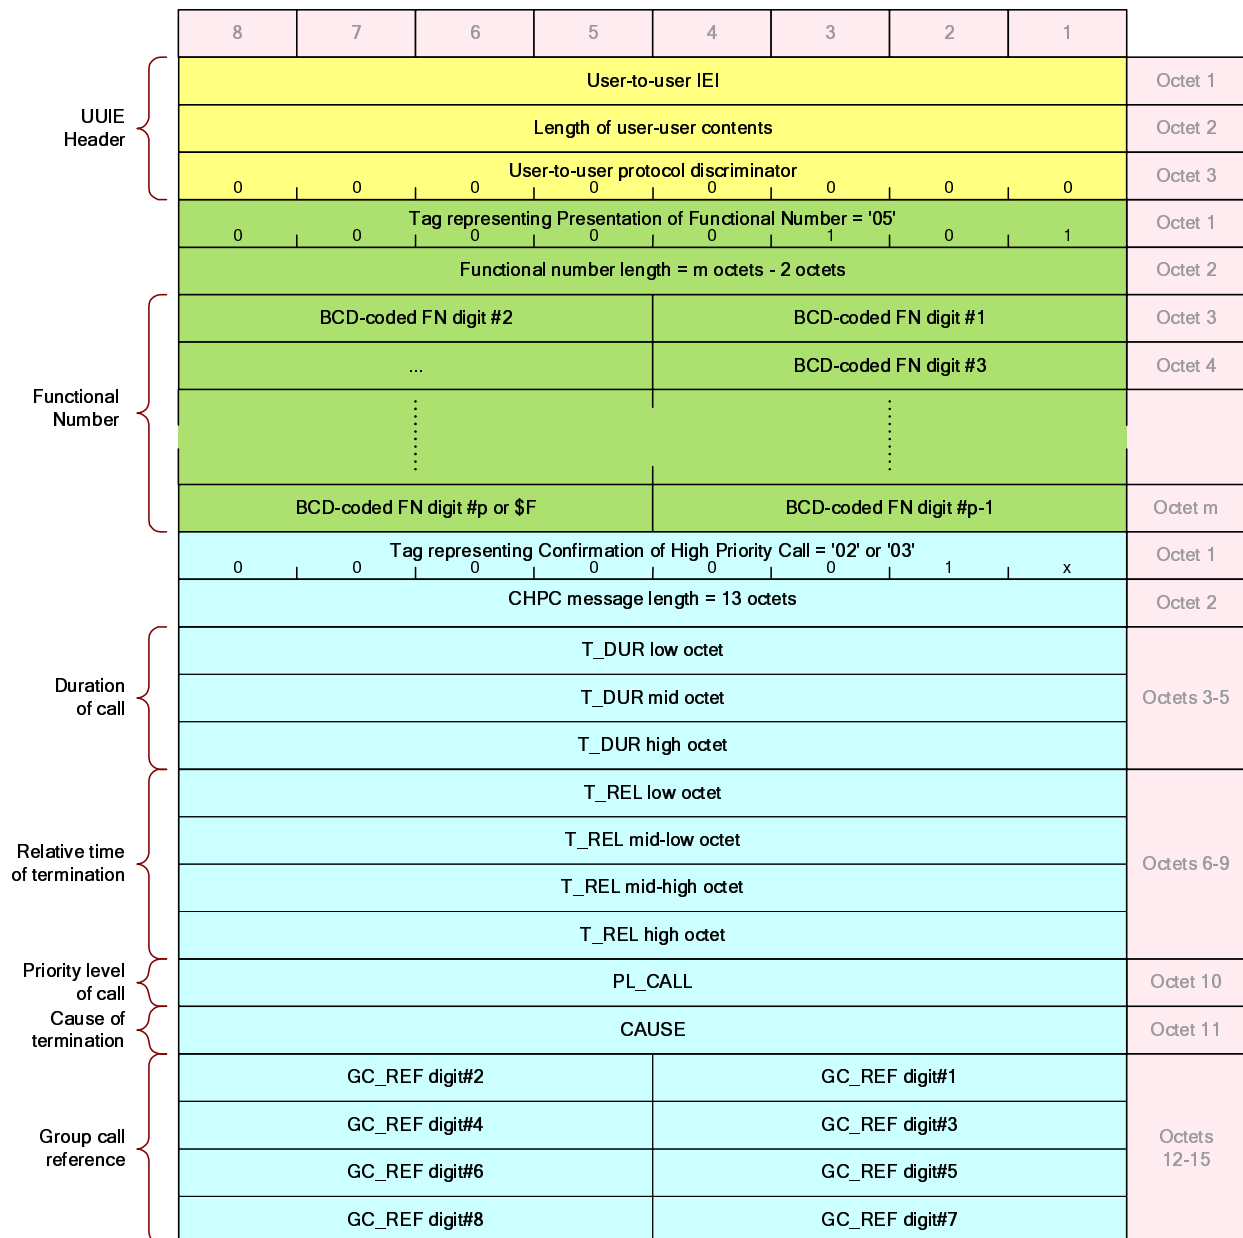 8 7 6 5 4 3 2 1
User-to-user IEI Octet 1
UUIE
Header
Length of user-user contents Octet 2
User-to-user protocol discriminator Octet 3
0 0 0 0 0 0 0 0
Tag representing Presentation of Functional Number = '05' Octet 1
0 0 0 0 0 1 0 1
Functional number length = m octets - 2 octets Octet 2
BCD-coded FN digit #2 BCD-coded FN digit #1 Octet 3
... BCD-coded FN digit #3 Octet 4
Functional
Number
BCD-coded FN digit #p or $F BCD-coded FN digit #p-1 Octet m
Tag representing Confirmation of High Priority Call = '02' or '03' Octet 1
0 0 0 0 0 0 1 x
CHPC message length = 13 octets Octet 2
T_DUR low octet
Duration
of call
T_DUR mid octet Octets 3-5
T_DUR high octet
T_REL low octet
T_REL mid-low octet
Relative time
of termination
Octets 6-9
T_REL mid-high octet
T_REL high octet
Priority level
of call
PL_CALL Octet 10
Cause of
termination
CAUSE Octet 11
GC_REF digit#2 GC_REF digit#1
GC_REF digit#4 GC_REF digit#3
Group call
reference
Octets
12-15
GC_REF digit#6 GC_REF digit#5
GC_REF digit#8 GC_REF digit#7